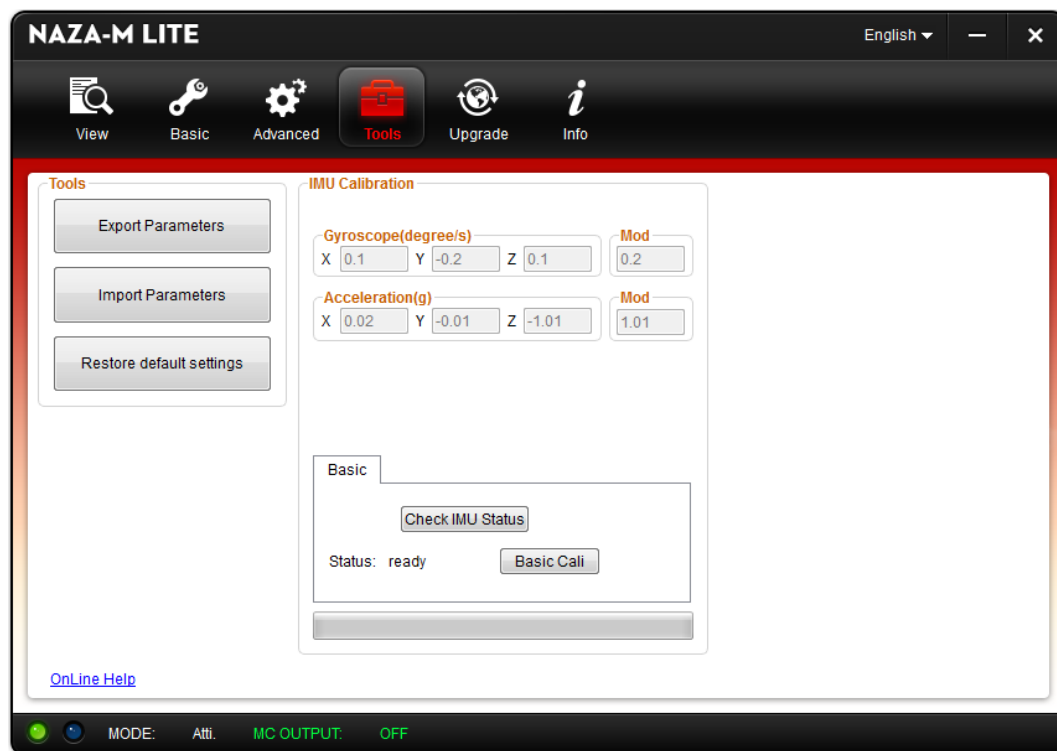 NAZA-M LITE
English
View Basic Advanced Tools Upgrade Info
Tools
Export Parameters
Import Parameters
Restore default settings
IMU Calibration
Gyroscope(degree/s) Mod
X 0.1 Y -0.2 Z 0.1 0.2
Acceleration(g) Mod
X 0.02 Y -0.01 Z -1.01 1.01
Basic
Check IMU Status
Status: ready Basic Cali
OnLine Help
MODE: Atti. MC OUTPUT: OFF